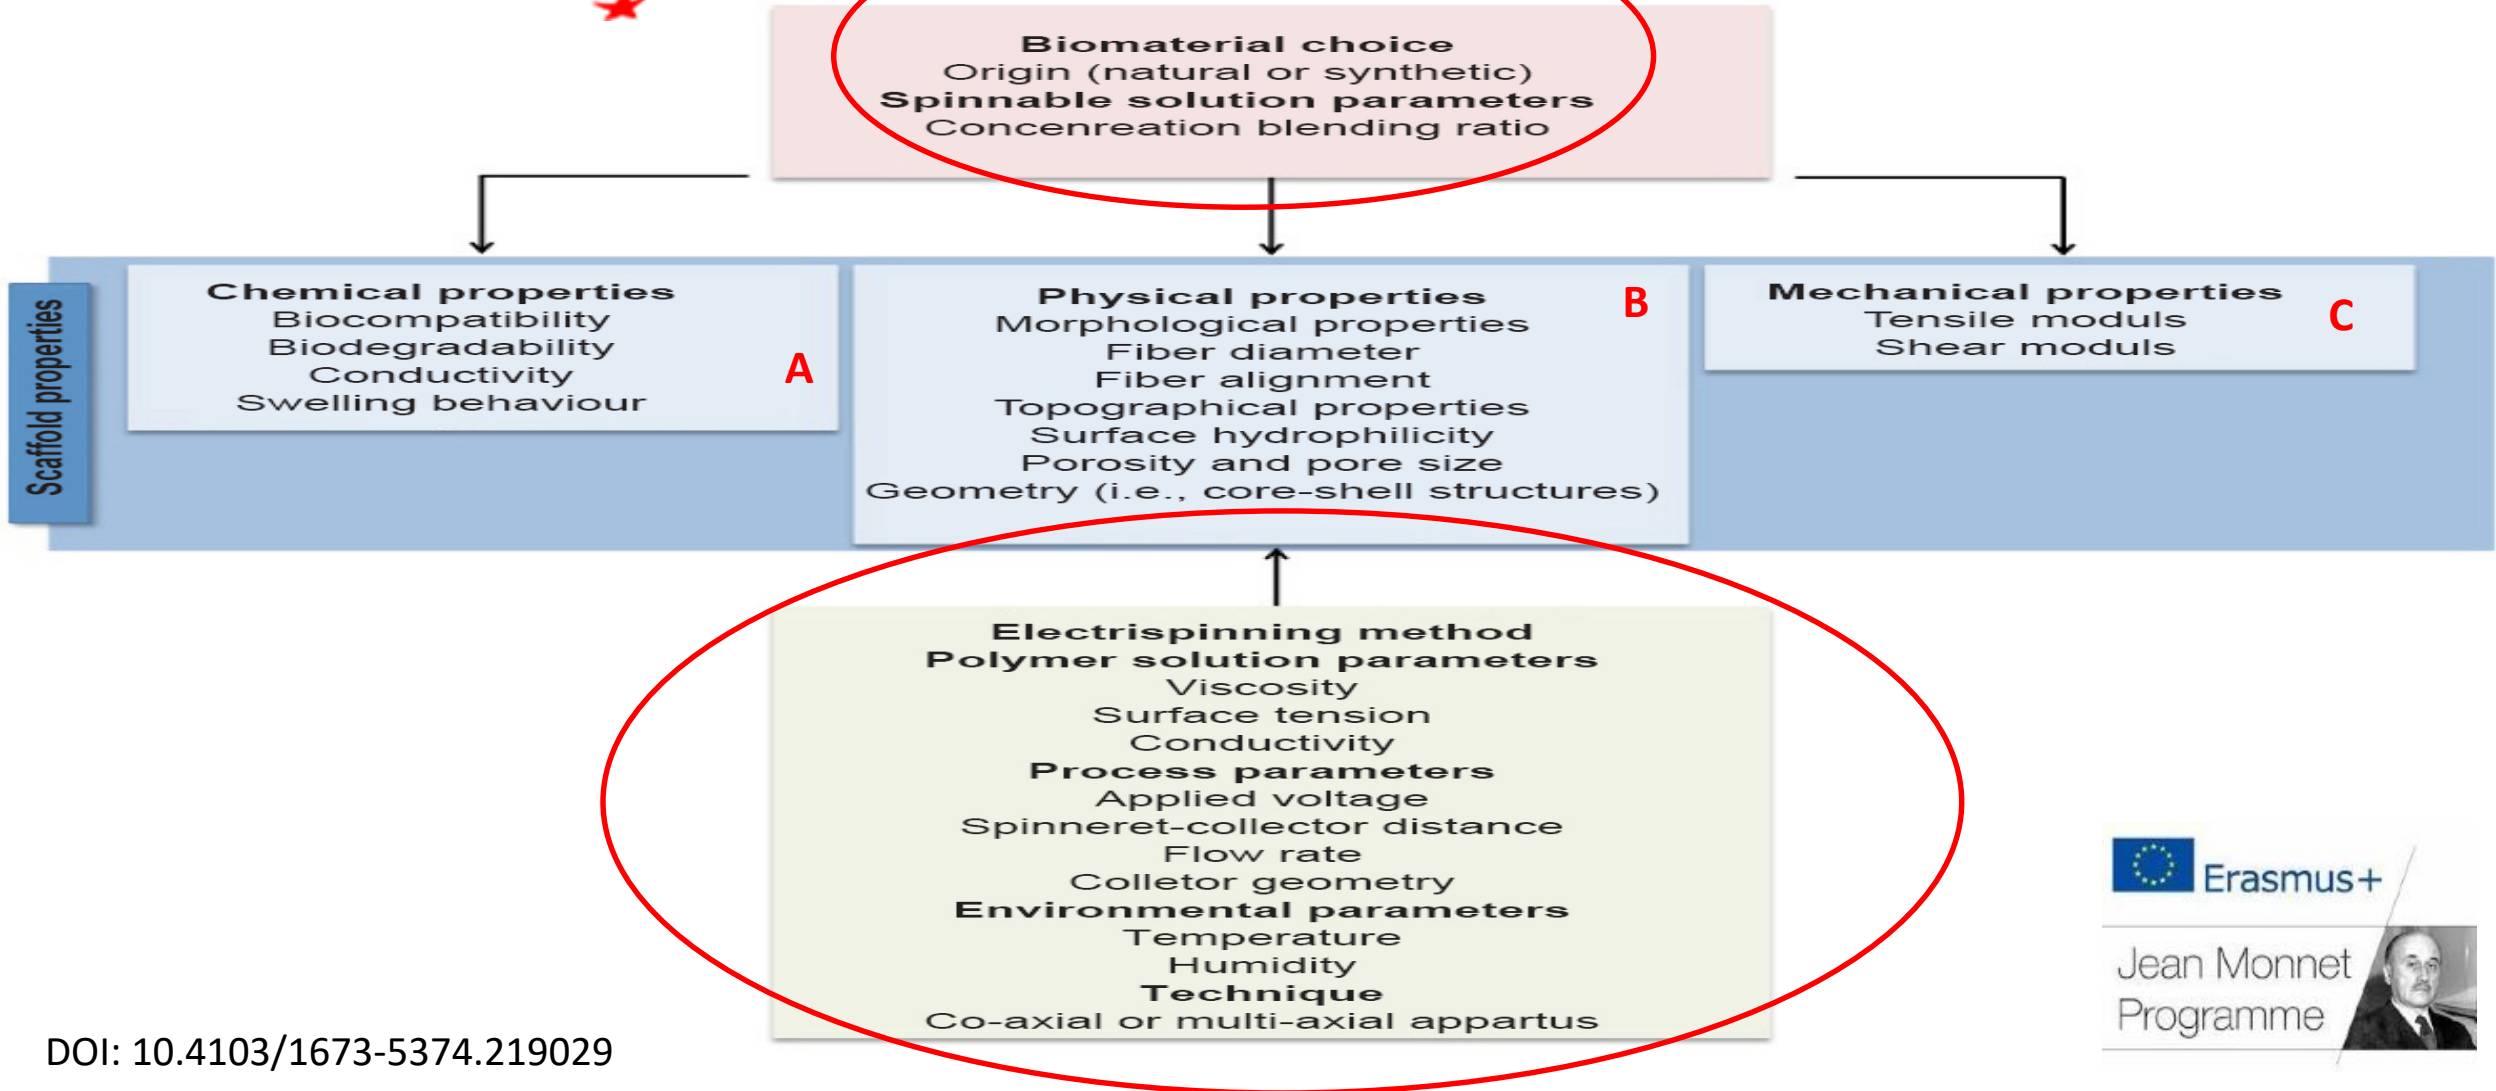 Biomaterial choice
Origin (natural or synthetic)
Spinnable solution parameters
Concenreation blending ratio
Scaffold properties
Chemical properties
Biocompatibility
Biodegradability
Conductivity
Swelling behaviour
A
Physical properties
Morphological properties
Fiber diameter
Fiber alignment
Topographical properties
Surface hydrophilicity
Porosity and pore size
Geometry (i.e., core-shell structures)
B
Mechanical properties
Tensile moduls
Shear moduls
C
Electrispinning method
Polymer solution parameters
Viscosity
Surface tension
Conductivity
Process parameters
Applied voltage
Spinneret-collector distance
Flow rate
Colletor geometry
Environmental parameters
Temperature
Humidity
Technique
Co-axial or multi-axial appartus
DOI: 10.4103/1673-5374.219029
Erasmus+
Jean Monnet
Programme